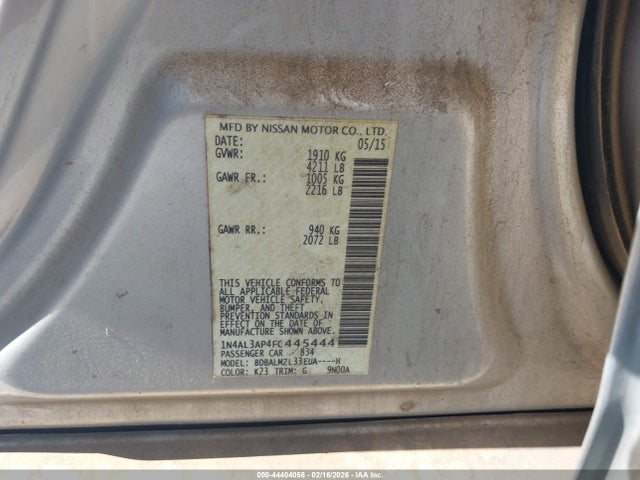 MFD BY NISSAN MOTOR CO., LTD.
DATE: 05/15
GVWR: 1910 KG
4211 LB
GAWR FR.: 1005 KG
2216 LB
GAWR RR.: 940 KG
2072 LB
THIS VEHICLE CONFORMS TO
ALL APPLICABLE FEDERAL
MOTOR VEHICLE SAFETY,
BUMPER, AND THEFT
PREVENTION STANDARDS
IN EFFECT ON THE DATE OF
MANUFACTURE SHOWN ABOVE.
1N4AL3AP4FC445444
PASSENGER CAR 834
MODEL: BDBALMZL33EUA----H
COLOR: K23 TRIM: G 9N00A
000-44404058 - 02/16/2026 - IAA, Inc.